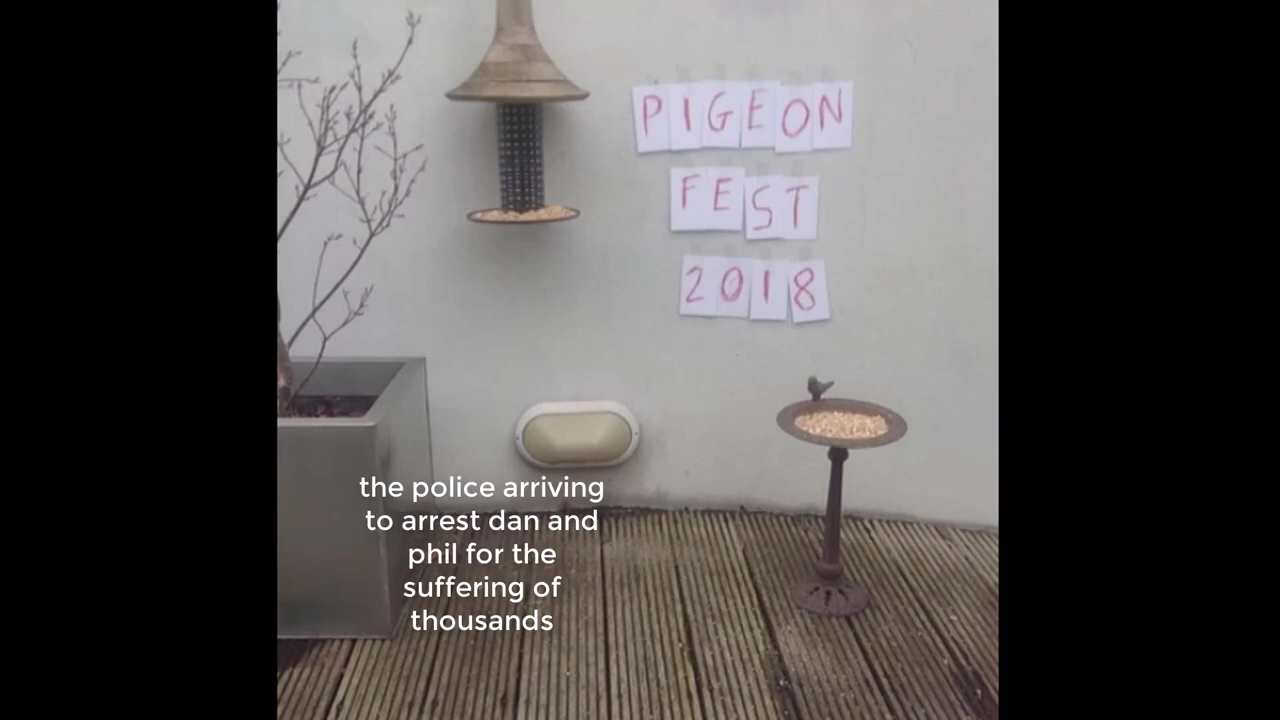 PIGEON
FEST
2018
the police arriving
to arrest dan and
phil for the
suffering of
thousands